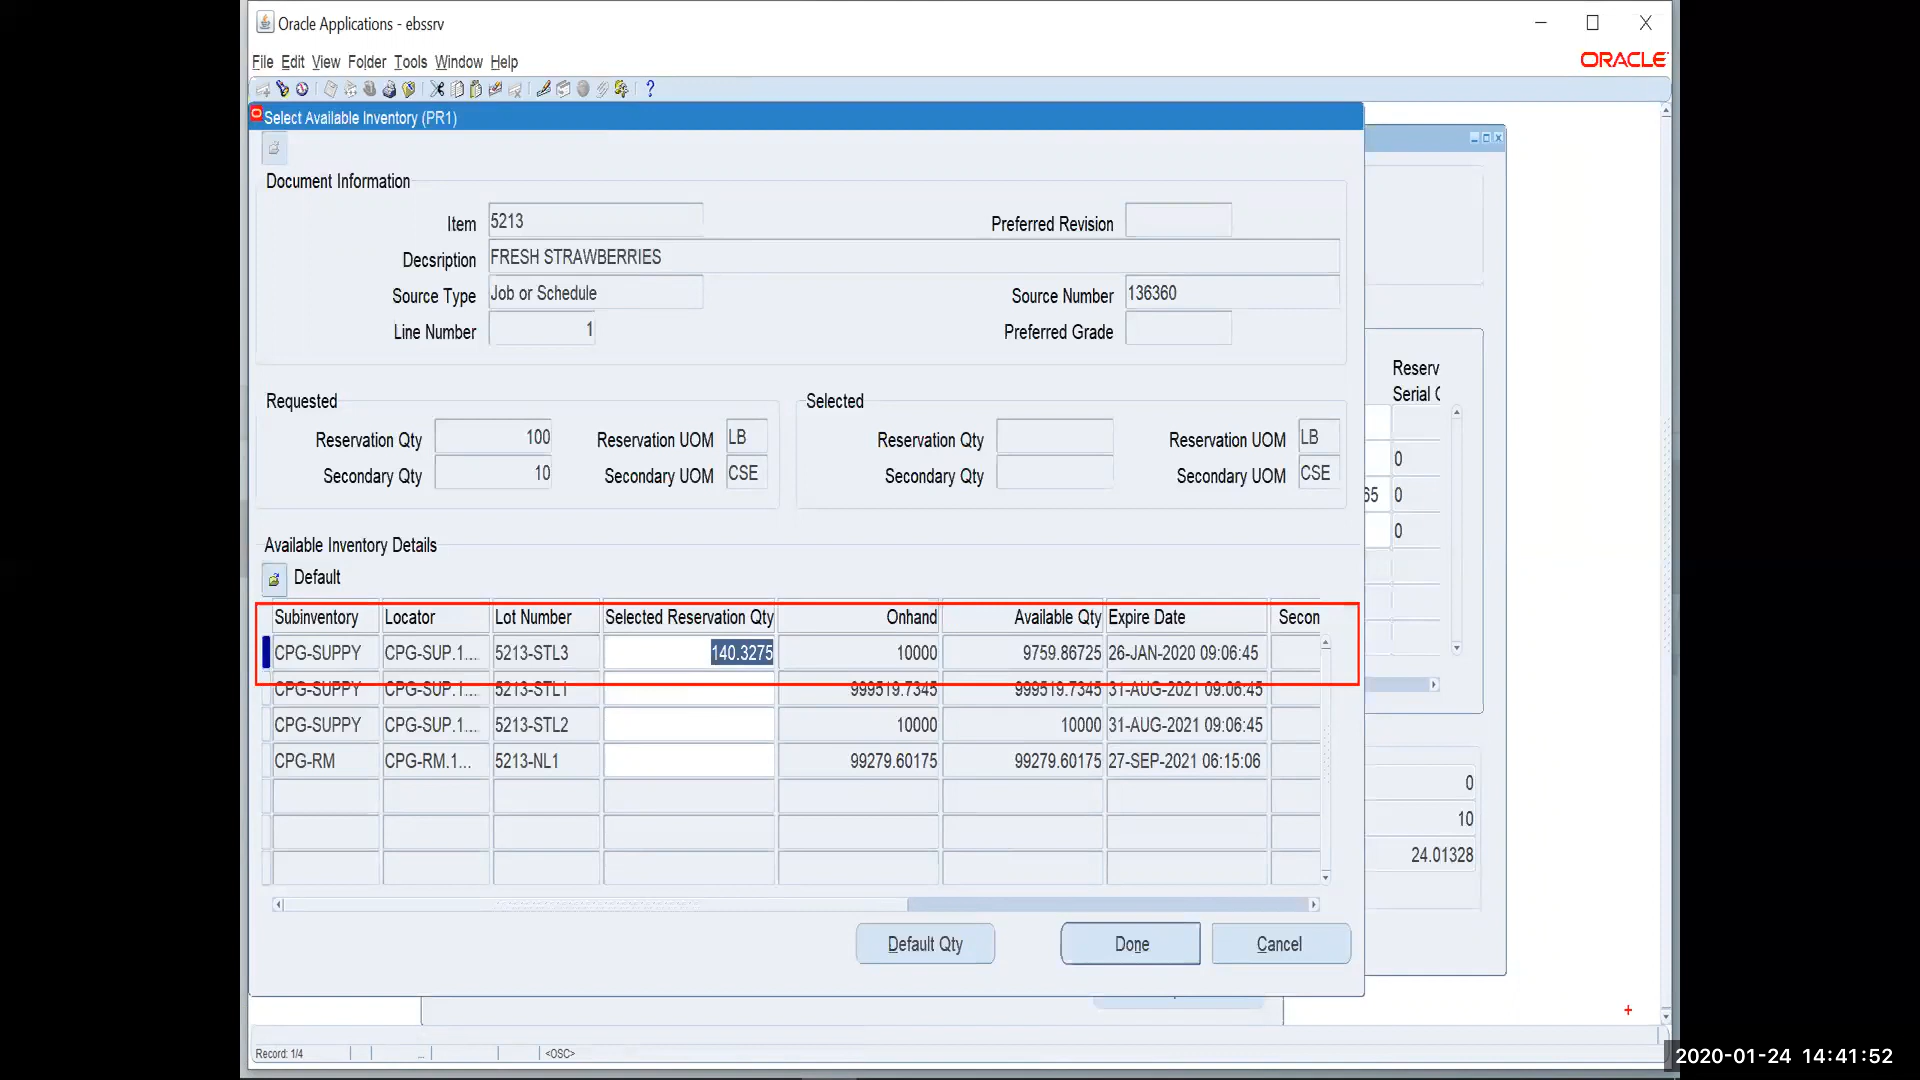 Oracle Applications - ebssrv
File Edit View Folder Tools Window Help
ORACLE
Select Available Inventory (PR1)
Document Information
Item 5213 Preferred Revision
Decsription FRESH STRAWBERRIES
Source Type Job or Schedule Source Number 136360
Line Number 1 Preferred Grade
Reserv
Serial
Requested Selected
Reservation Qty 100 Reservation UOM LB Reservation Qty Reservation UOM LB
0
Secondary Qty 10 Secondary UOM CSE Secondary Qty Secondary UOM CSE
65 0
0
Available Inventory Details
Default
Subinventory Locator Lot Number Selected Reservation Qty Onhand Available Qty Expire Date Secon
CPG-SUPPY CPG-SUP.1.... 5213-STL3 140.3275 10000 9759.86725 26-JAN-2020 09:06:45
CPG-SUPPY CPG-SUP.1.... 5213-STL1 999519.7345 999519.7345 31-AUG-2021 09:06:45
CPG-SUPPY CPG-SUP.1.... 5213-STL2 10000 10000 31-AUG-2021 09:06:45
CPG-RM CPG-RM.1... 5213-NL1 99279.60175 99279.60175 27-SEP-2021 06:15:06
0
10
24.01328
Default Qty Done Cancel
Record: 1/4 ... <OSC>
2020-01-24 14:41:52